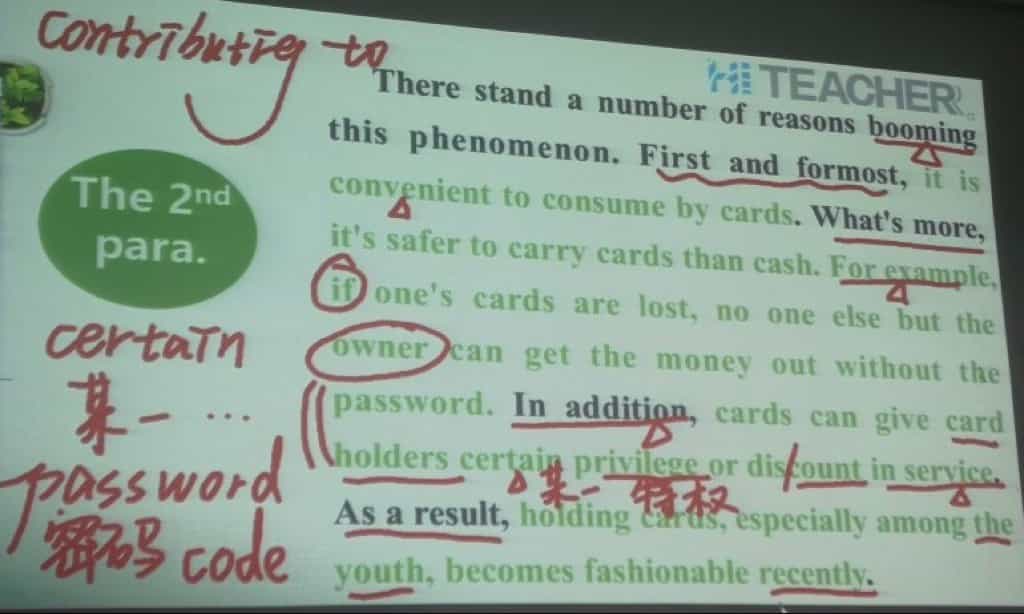 contributig to
HI TEACHER
There stand a number of reasons booming
this phenomenon. First and formost, it is
convenient to consume by cards. What's more,
it's safer to carry cards than cash. For example,
if one's cards are lost, no one else but the
owner can get the money out without the
password. In addition, cards can give card
holders certain privilege or discount in service.
某一 特权
As a result, holding cards, especially among the
youth, becomes fashionable recently.
The 2nd
para.
certain
某一 ...
password
密码 code